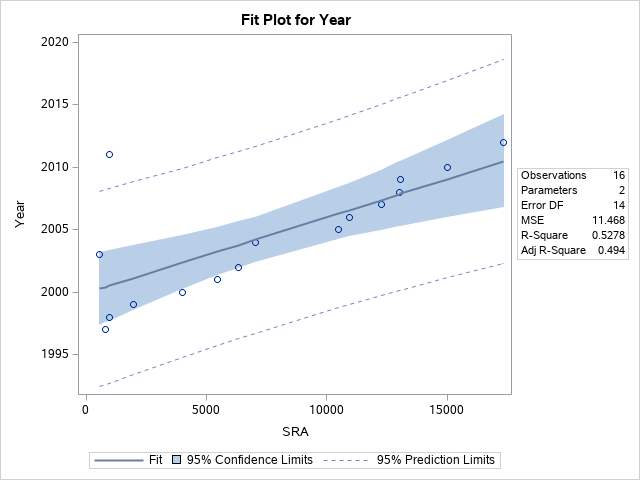 Fit Plot for Year
2020
2015
2010
2005
2000
1995
Year
0 5000 10000 15000
SRA
Observations 16
Parameters 2
Error DF 14
MSE 11.468
R-Square 0.5278
Adj R-Square 0.494
Fit 95% Confidence Limits 95% Prediction Limits